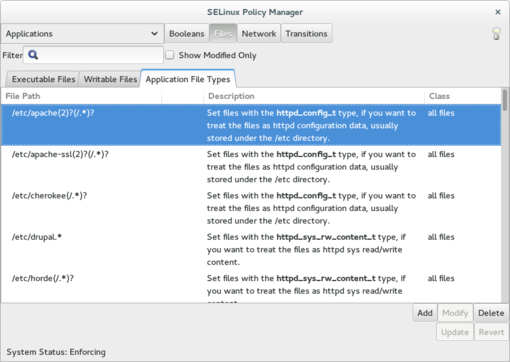 SELinux Policy Manager
Applications
Booleans Files Network Transitions
Filter
Show Modified Only
Executable Files Writable Files Application File Types
File Path Description Class
/etc/apache(2)?(/.*)? Set files with the httpd_config_t type, if you want to all files
treat the files as httpd configuration data, usually
stored under the /etc directory.
/etc/apache-ssl(2)?(/.*)? Set files with the httpd_config_t type, if you want to all files
treat the files as httpd configuration data, usually
stored under the /etc directory.
/etc/cherokee(/.*)? Set files with the httpd_config_t type, if you want to all files
treat the files as httpd configuration data, usually
stored under the /etc directory.
/etc/drupal.* Set files with the httpd_sys_rw_content_t type, if all files
you want to treat the files as httpd sys read/write
content.
/etc/horde(/.*)? Set files with the httpd_sys_rw_content_t type, if all files
you want to treat the files as httpd sys read/write
Add Modify Delete
Update Revert
System Status: Enforcing